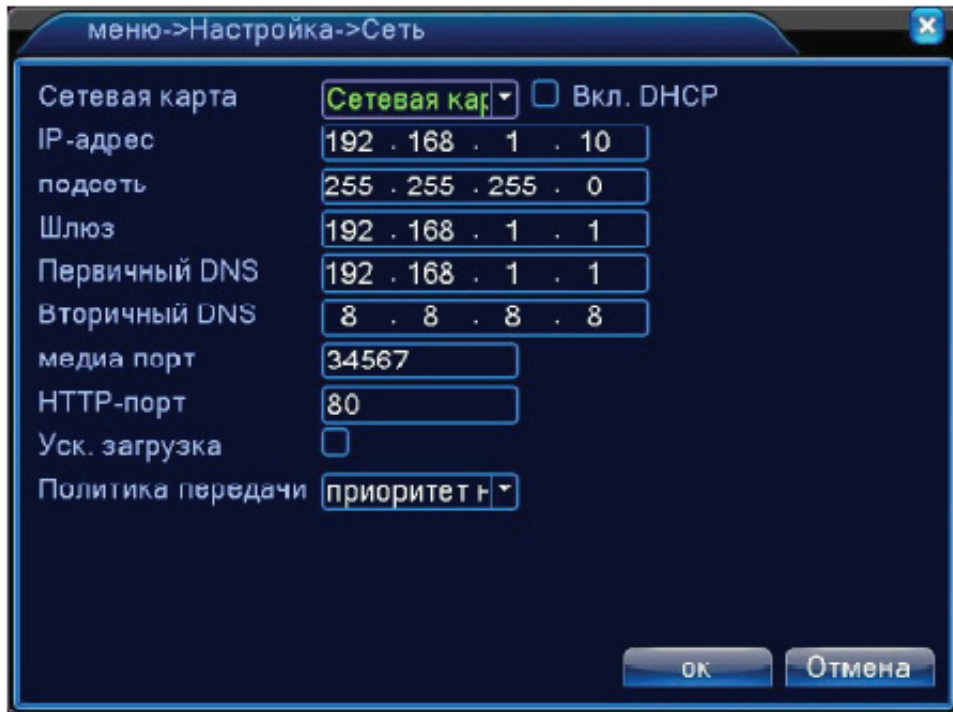 меню->Настройка->Сеть
Сетевая карта Сетевая кар Вкл. DHCP
IP-адрес 192 . 168 . 1 . 10
подсеть 255 . 255 . 255 . 0
Шлюз 192 . 168 . 1 . 1
Первичный DNS 192 . 168 . 1 . 1
Вторичный DNS 8 . 8 . 8 . 8
медиа порт 34567
HTTP-порт 80
Уск. загрузка
Политика передачи приоритет н
ок Отмена